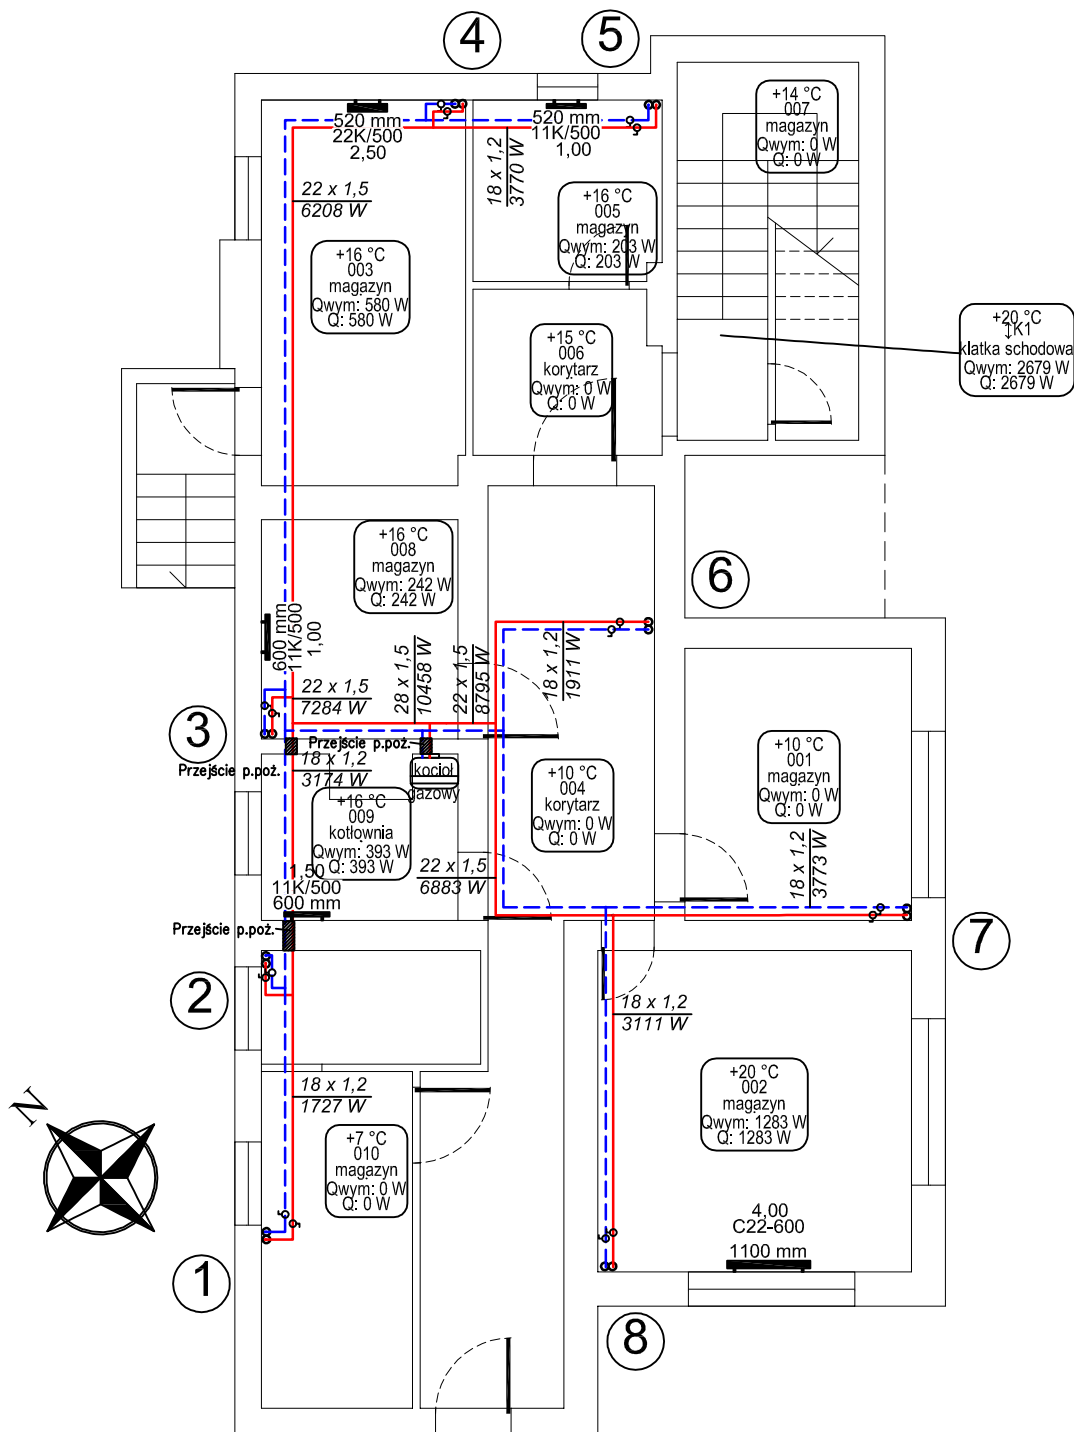 4
5
520 mm
22K/500
2,50
520 mm
11K/500
1,00
18 x 1,2
3770 W
+14 °C
007
magazyn
Qwym: 0 W
Q: 0 W
22 x 1,5
6208 W
+16 °C
005
magazyn
Qwym: 203 W
Q: 203 W
+16 °C
003
magazyn
Qwym: 580 W
Q: 580 W
+15 °C
006
korytarz
Qwym: 0 W
Q: 0 W
+20 °C
↕K1
klatka schodowa
Qwym: 2679 W
Q: 2679 W
+16 °C
008
magazyn
Qwym: 242 W
Q: 242 W
6
600 mm
11K/500
1,00
28 x 1,5
10458 W
22 x 1,5
8795 W
18 x 1,2
1911 W
22 x 1,5
7284 W
3
Przejście p.poż.
Przejście p.poż.
18 x 1,2
3174 W
kocioł
gazowy
+16 °C
009
kotłownia
Qwym: 393 W
Q: 393 W
+10 °C
004
korytarz
Qwym: 0 W
Q: 0 W
+10 °C
001
magazyn
Qwym: 0 W
Q: 0 W
18 x 1,2
3773 W
1,50
11K/500
600 mm
22 x 1,5
6883 W
Przejście p.poż.
7
2
18 x 1,2
3111 W
18 x 1,2
1727 W
+20 °C
002
magazyn
Qwym: 1283 W
Q: 1283 W
N
+7 °C
010
magazyn
Qwym: 0 W
Q: 0 W
4,00
C22-600
1100 mm
1
8